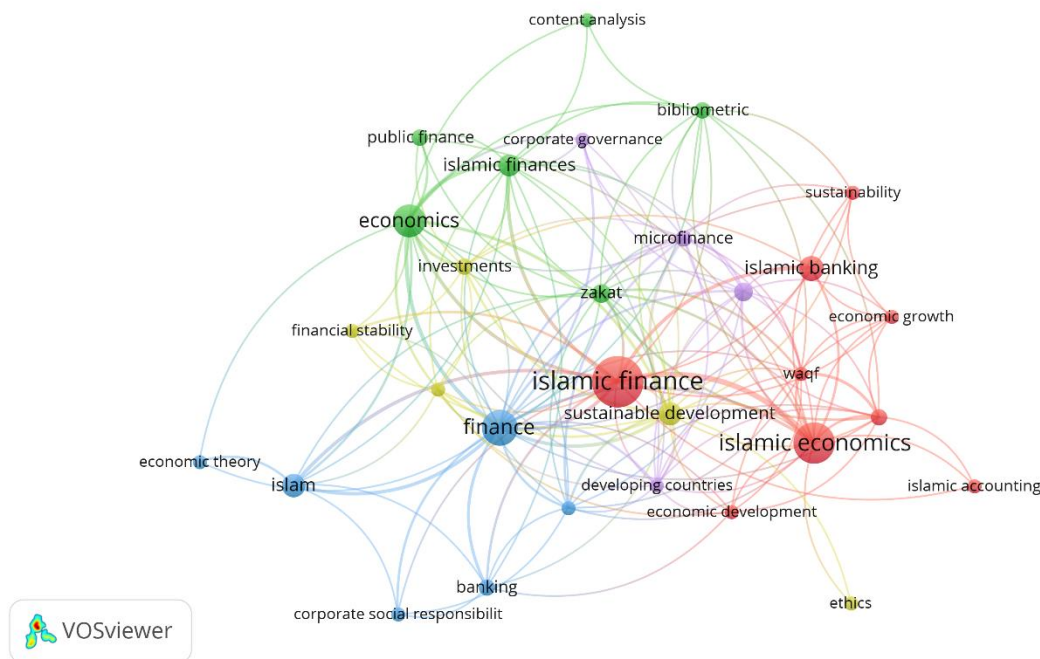 content analysis
bibliometric
public finance
corporate governance
islamic finances
sustainability
economics
microfinance
investments
islamic banking
zakat
economic growth
financial stability
waqf
islamic finance
sustainable development
finance
islamic economics
economic theory
islam
developing countries
islamic accounting
economic development
banking
ethics
corporate social responsibilit
VOSviewer